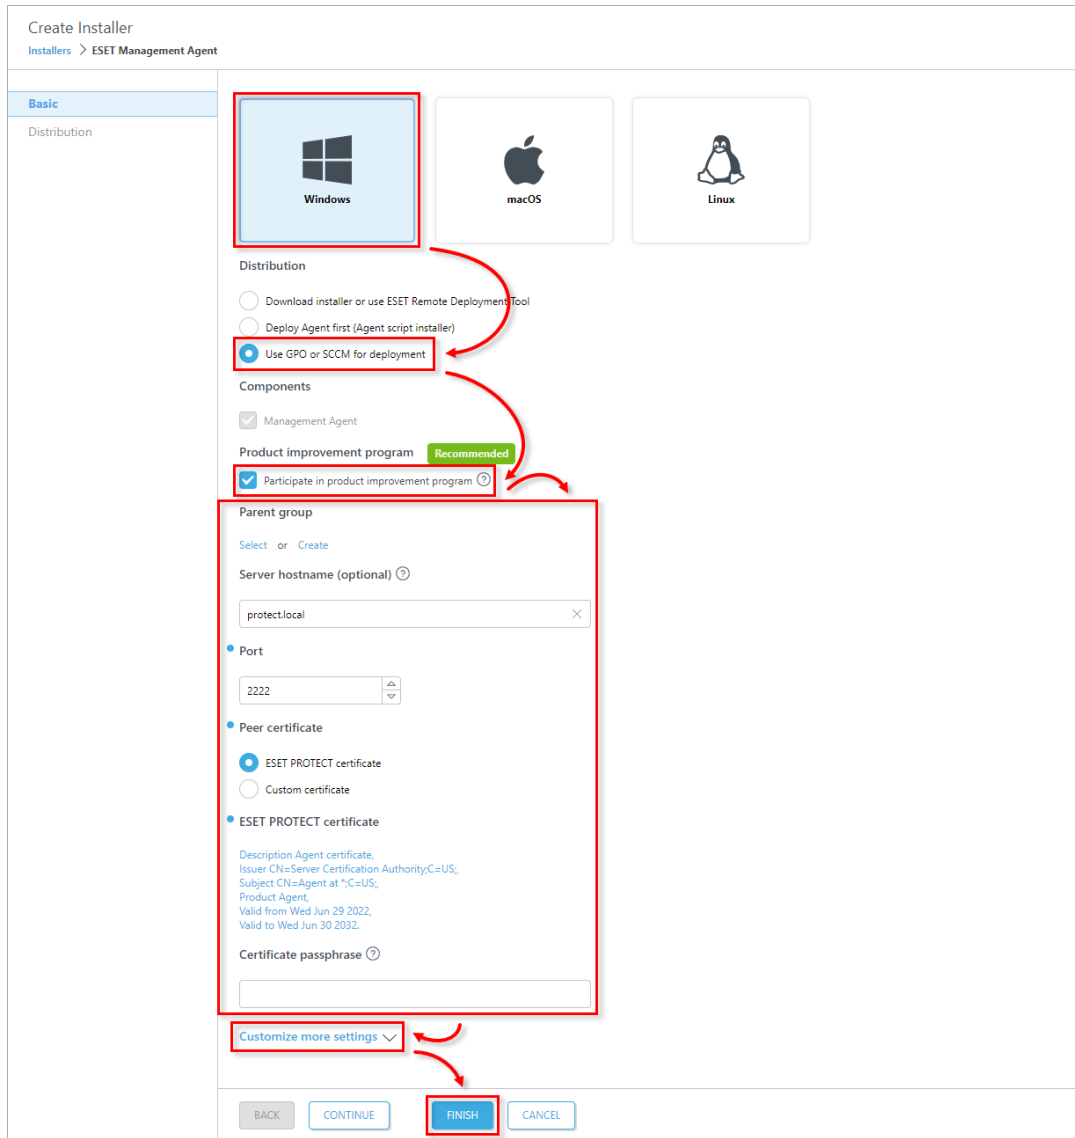 Create Installer
Installers > ESET Management Agent
Basic
Distribution
Windows
macOS
Linux
Distribution
Download installer or use ESET Remote Deployment Tool
Deploy Agent first (Agent script installer)
Use GPO or SCCM for deployment
Components
Management Agent
Product improvement program Recommended
Participate in product improvement program ?
Parent group
Select or Create
Server hostname (optional) ?
protect.local
Port
2222
Peer certificate
ESET PROTECT certificate
Custom certificate
ESET PROTECT certificate
Description Agent certificate,
Issuer CN=Server Certification Authority;C=US;,
Subject CN=Agent at *;C=US;,
Product Agent,
Valid from Wed Jun 29 2022,
Valid to Wed Jun 30 2032,
Certificate passphrase ?
Customize more settings
BACK CONTINUE FINISH CANCEL